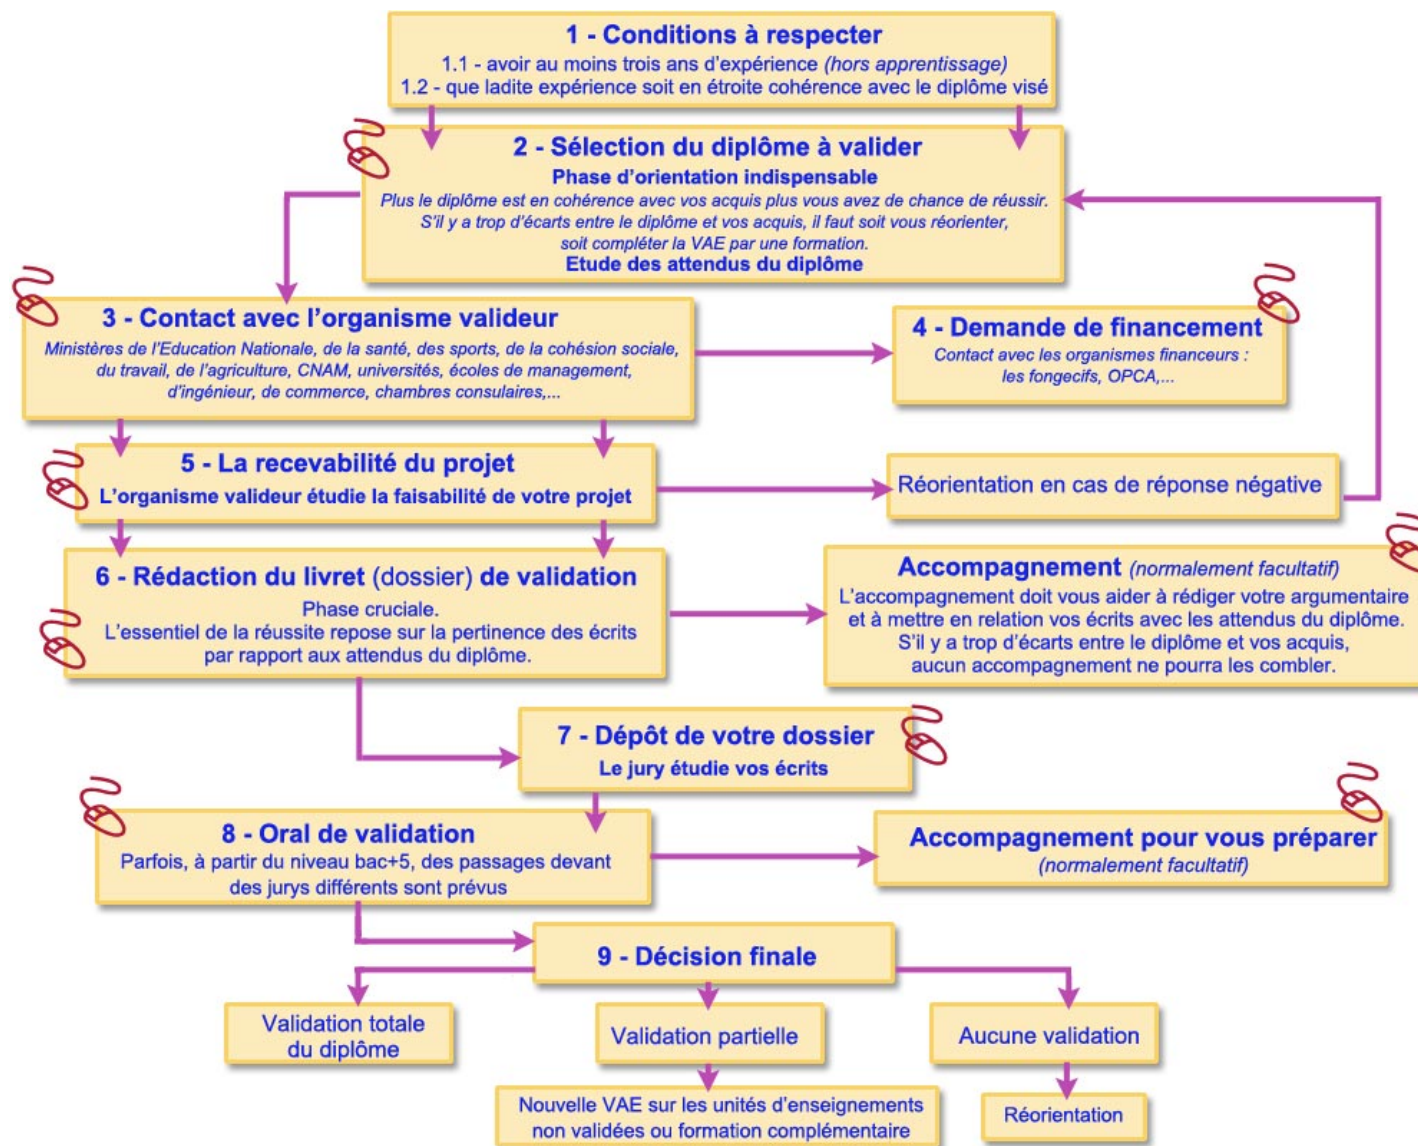 1 - Conditions à respecter
1.1 - avoir au moins trois ans d'expérience (hors apprentissage)
1.2 - que ladite expérience soit en étroite cohérence avec le diplôme visé
2 - Sélection du diplôme à valider
Phase d'orientation indispensable
Plus le diplôme est en cohérence avec vos acquis plus vous avez de chance de réussir.
S'il y a trop d'écarts entre le diplôme et vos acquis, il faut soit vous réorienter,
soit compléter la VAE par une formation.
Etude des attendus du diplôme
3 - Contact avec l'organisme valideur
Ministères de l'Education Nationale, de la santé, des sports, de la cohésion sociale,
du travail, de l'agriculture, CNAM, universités, écoles de management,
d'ingénieur, de commerce, chambres consulaires,...
4 - Demande de financement
Contact avec les organismes financeurs :
les fongecifs, OPCA,...
5 - La recevabilité du projet
L'organisme valideur étudie la faisabilité de votre projet
Réorientation en cas de réponse négative
6 - Rédaction du livret (dossier) de validation
Phase cruciale.
L'essentiel de la réussite repose sur la pertinence des écrits
par rapport aux attendus du diplôme.
Accompagnement (normalement facultatif)
L'accompagnement doit vous aider à rédiger votre argumentaire
et à mettre en relation vos écrits avec les attendus du diplôme.
S'il y a trop d'écarts entre le diplôme et vos acquis,
aucun accompagnement ne pourra les combler.
7 - Dépôt de votre dossier
Le jury étudie vos écrits
8 - Oral de validation
Parfois, à partir du niveau bac+5, des passages devant
des jurys différents sont prévus
Accompagnement pour vous préparer
(normalement facultatif)
9 - Décision finale
Validation totale
du diplôme
Validation partielle
Aucune validation
Nouvelle VAE sur les unités d'enseignements
non validées ou formation complémentaire
Réorientation